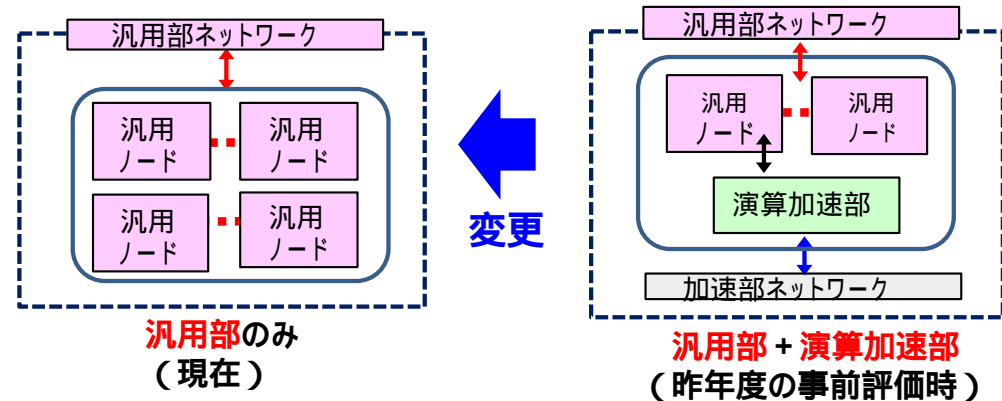 汎用部ネットワーク
汎用
ノード
汎用
ノード
汎用
ノード
汎用
ノード
汎用部のみ
（現在）
変更
汎用部ネットワーク
汎用
ノード
汎用
ノード
演算加速部
加速部ネットワーク
汎用部 + 演算加速部
（昨年度の事前評価時）